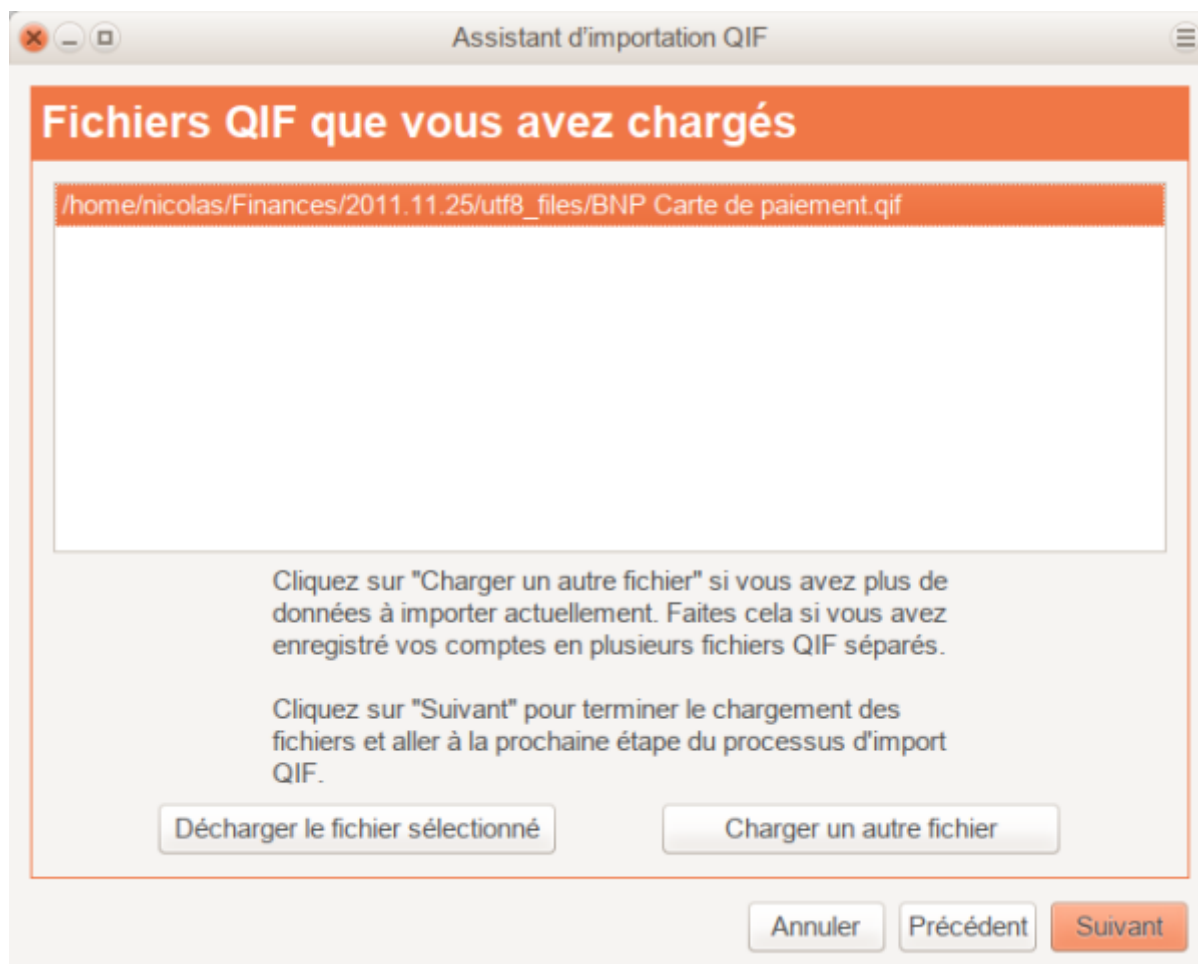 Assistant d'importation QIF
Fichiers QIF que vous avez chargés
/home/nicolas/Finances/2011.11.25/utf8_files/BNP Carte de paiement.qif
Cliquez sur "Charger un autre fichier" si vous avez plus de
données à importer actuellement. Faites cela si vous avez
enregistré vos comptes en plusieurs fichiers QIF séparés.
Cliquez sur "Suivant" pour terminer le chargement des
fichiers et aller à la prochaine étape du processus d'import
QIF.
Décharger le fichier sélectionné
Charger un autre fichier
Annuler
Précédent
Suivant